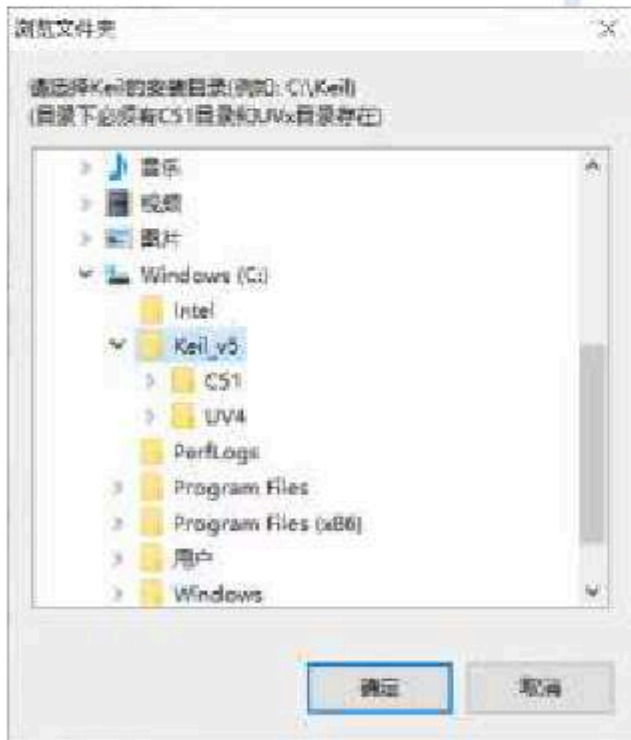 浏览文件夹
请选择Keil的安装目录(例如: C:\Keil)
(目录下必须有C51目录和UVx目录存在)
音乐
视频
图片
Windows (C:)
Intel
Keil_v5
C51
UV4
PerfLogs
Program Files
Program Files (x86)
用户
Windows
确定
取消